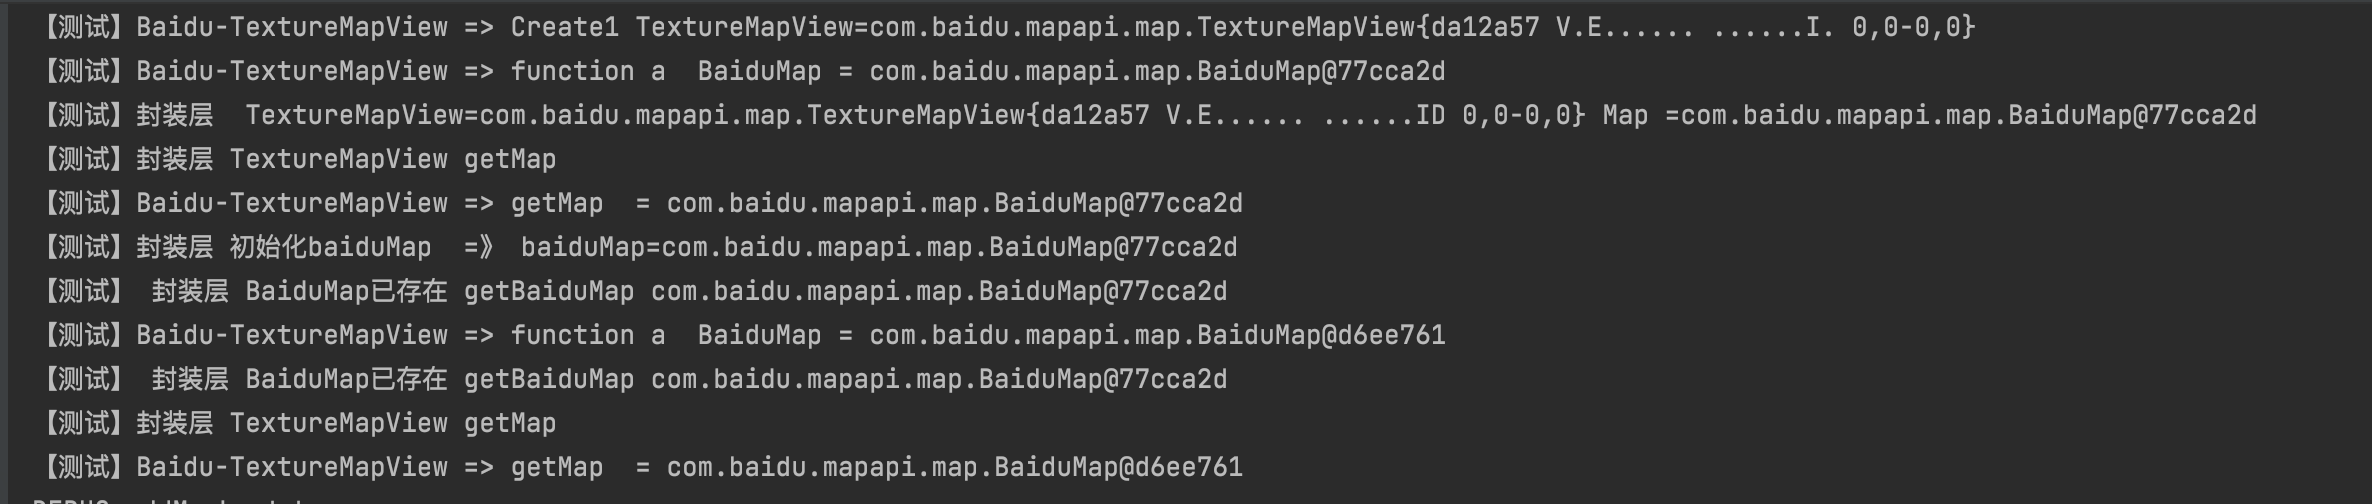 【测试】Baidu-TextureMapView => Create1 TextureMapView=com.baidu.mapapi.map.TextureMapView{da12a57 V.E...... ......I. 0,0-0,0}
【测试】Baidu-TextureMapView => function a  BaiduMap = com.baidu.mapapi.map.BaiduMap@77cca2d
【测试】封装层  TextureMapView=com.baidu.mapapi.map.TextureMapView{da12a57 V.E...... ......ID 0,0-0,0} Map =com.baidu.mapapi.map.BaiduMap@77cca2d
【测试】封装层 TextureMapView getMap
【测试】Baidu-TextureMapView => getMap  = com.baidu.mapapi.map.BaiduMap@77cca2d
【测试】封装层 初始化baiduMap  =》 baiduMap=com.baidu.mapapi.map.BaiduMap@77cca2d
【测试】 封装层 BaiduMap已存在 getBaiduMap com.baidu.mapapi.map.BaiduMap@77cca2d
【测试】Baidu-TextureMapView => function a  BaiduMap = com.baidu.mapapi.map.BaiduMap@d6ee761
【测试】 封装层 BaiduMap已存在 getBaiduMap com.baidu.mapapi.map.BaiduMap@77cca2d
【测试】封装层 TextureMapView getMap
【测试】Baidu-TextureMapView => getMap  = com.baidu.mapapi.map.BaiduMap@d6ee761